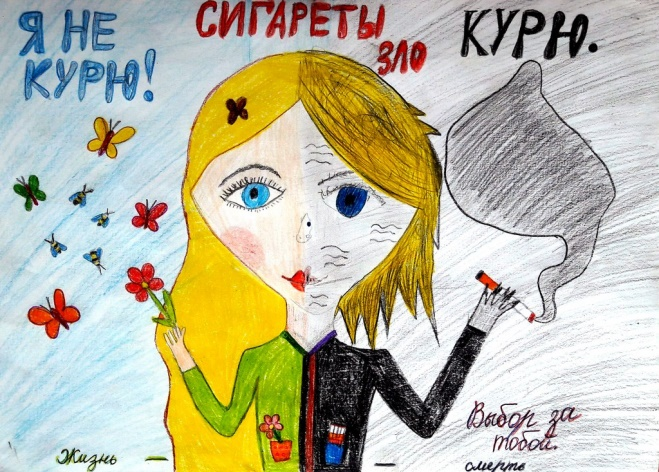 Я НЕ
КУРЮ!
СИГАРЕТЫ
ЗЛО
КУРЮ.
Выбор за
тобой.
Жизнь –
– смерть